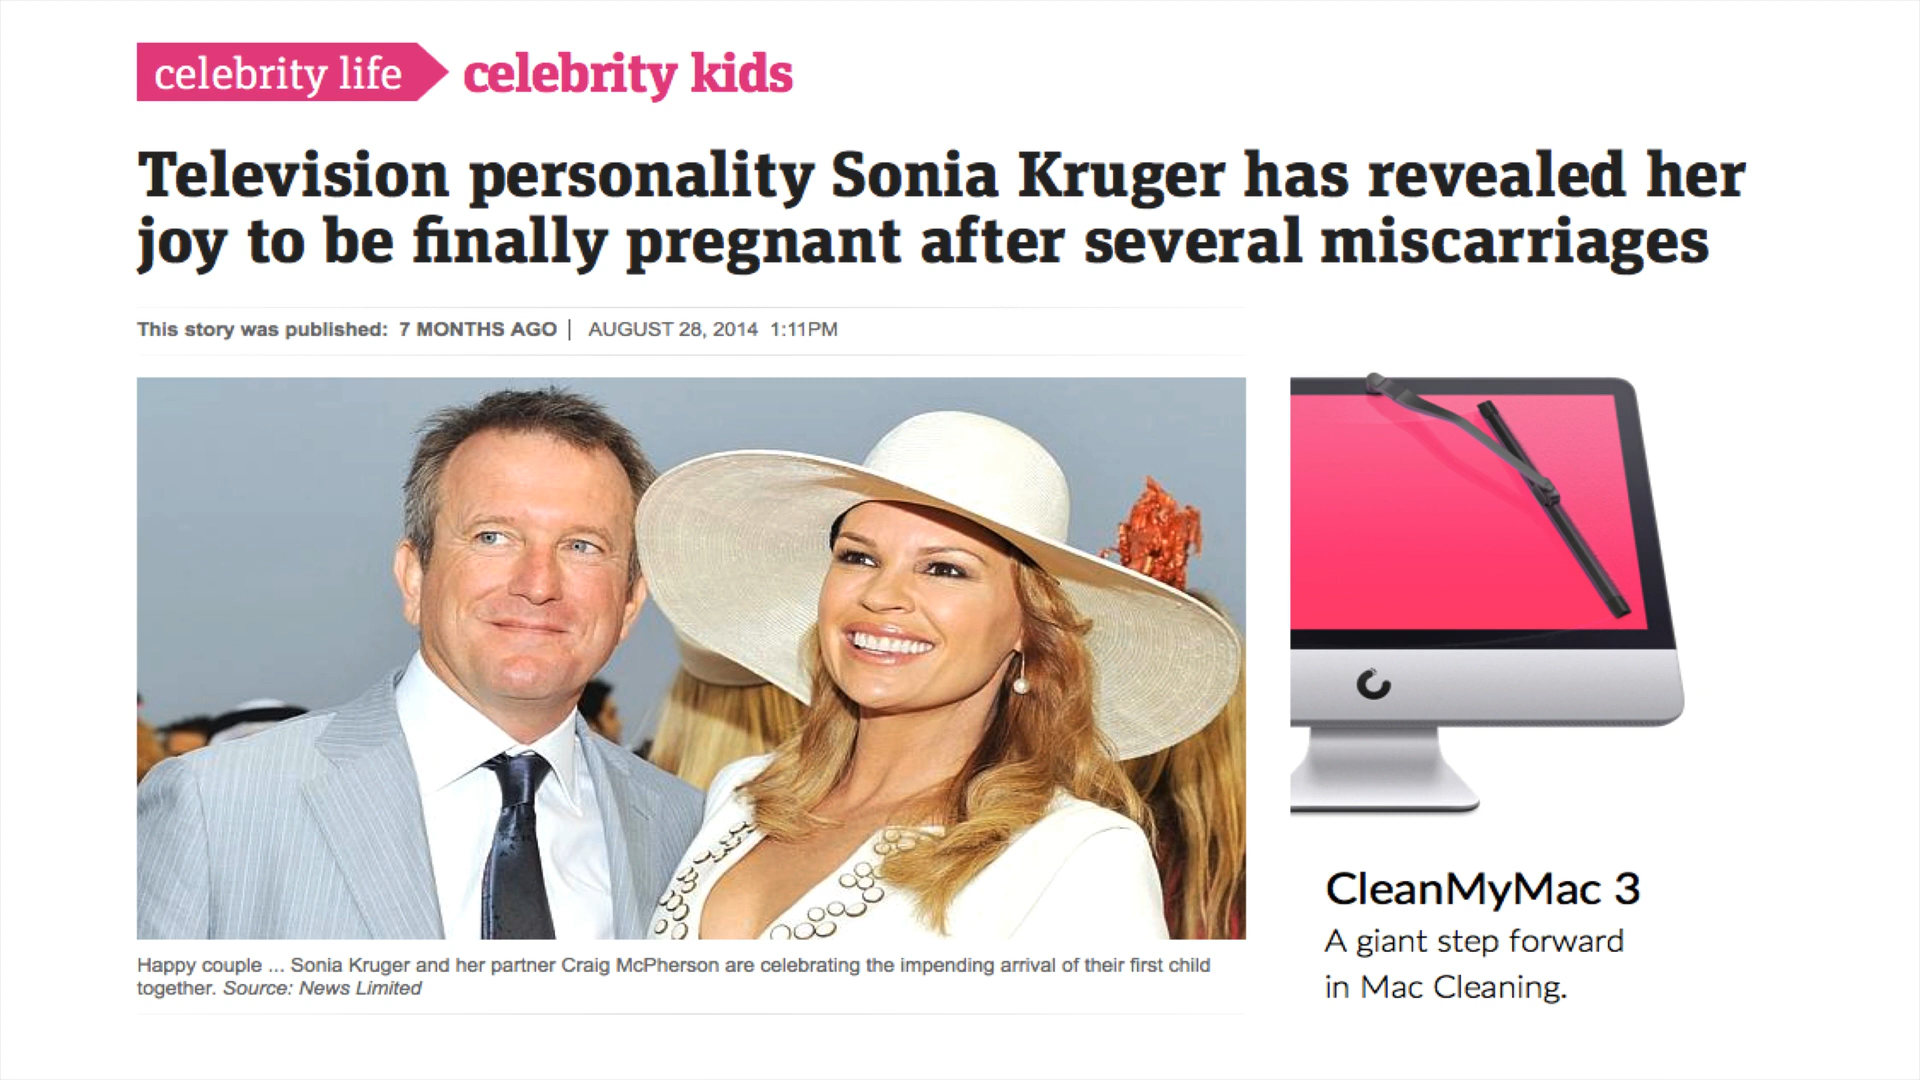 celebrity life celebrity kids
Television personality Sonia Kruger has revealed her
joy to be finally pregnant after several miscarriages
This story was published: 7 MONTHS AGO | AUGUST 28, 2014 1:11PM
Happy couple ... Sonia Kruger and her partner Craig McPherson are celebrating the impending arrival of their first child
together. Source: News Limited
CleanMyMac 3
A giant step forward
in Mac Cleaning.